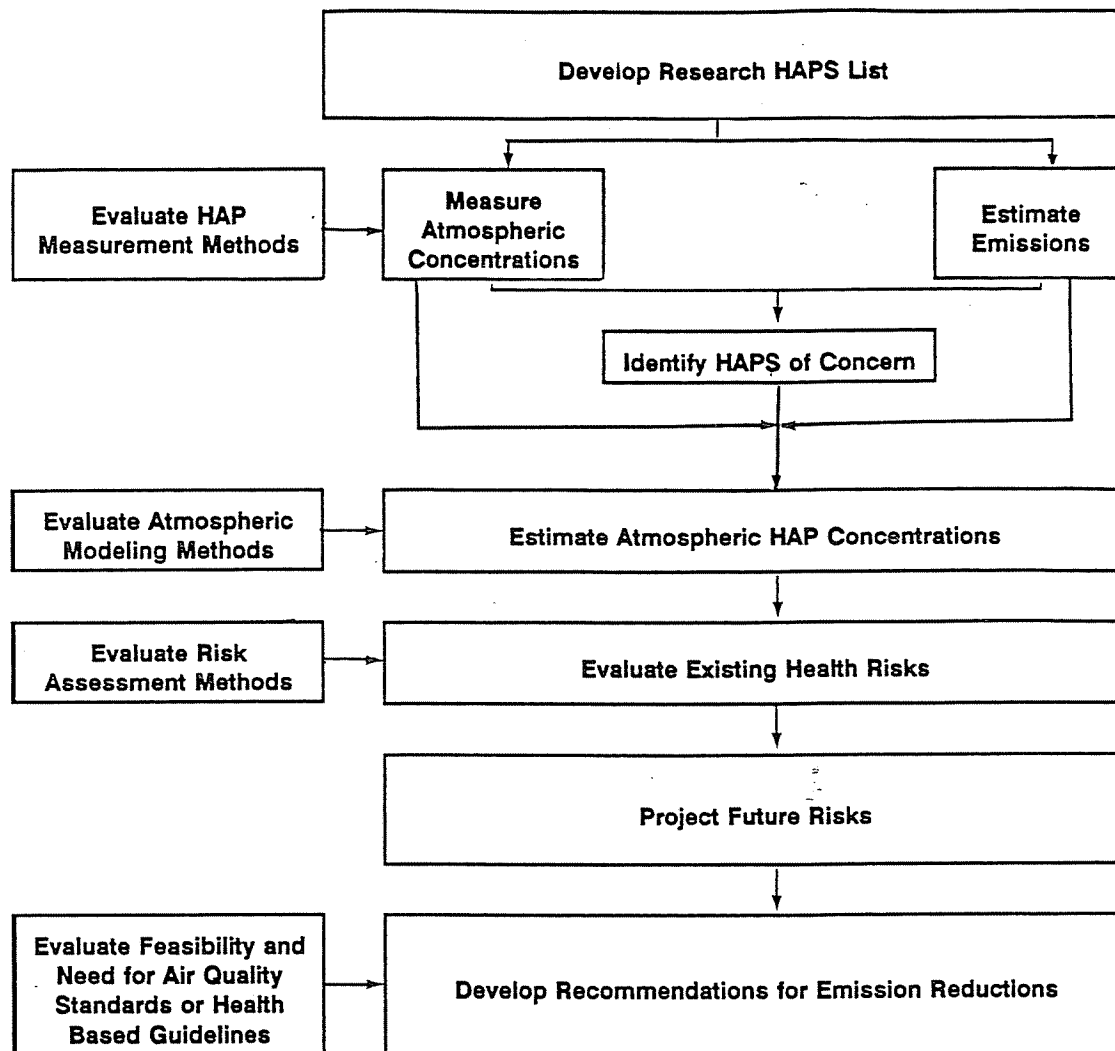 Develop Research HAPS List
Evaluate HAP
Measurement Methods
Measure
Atmospheric
Concentrations
Estimate
Emissions
Identify HAPS of Concern
Evaluate Atmospheric
Modeling Methods
Estimate Atmospheric HAP Concentrations
Evaluate Risk
Assessment Methods
Evaluate Existing Health Risks
Project Future Risks
Evaluate Feasibility and
Need for Air Quality
Standards or Health
Based Guidelines
Develop Recommendations for Emission Reductions